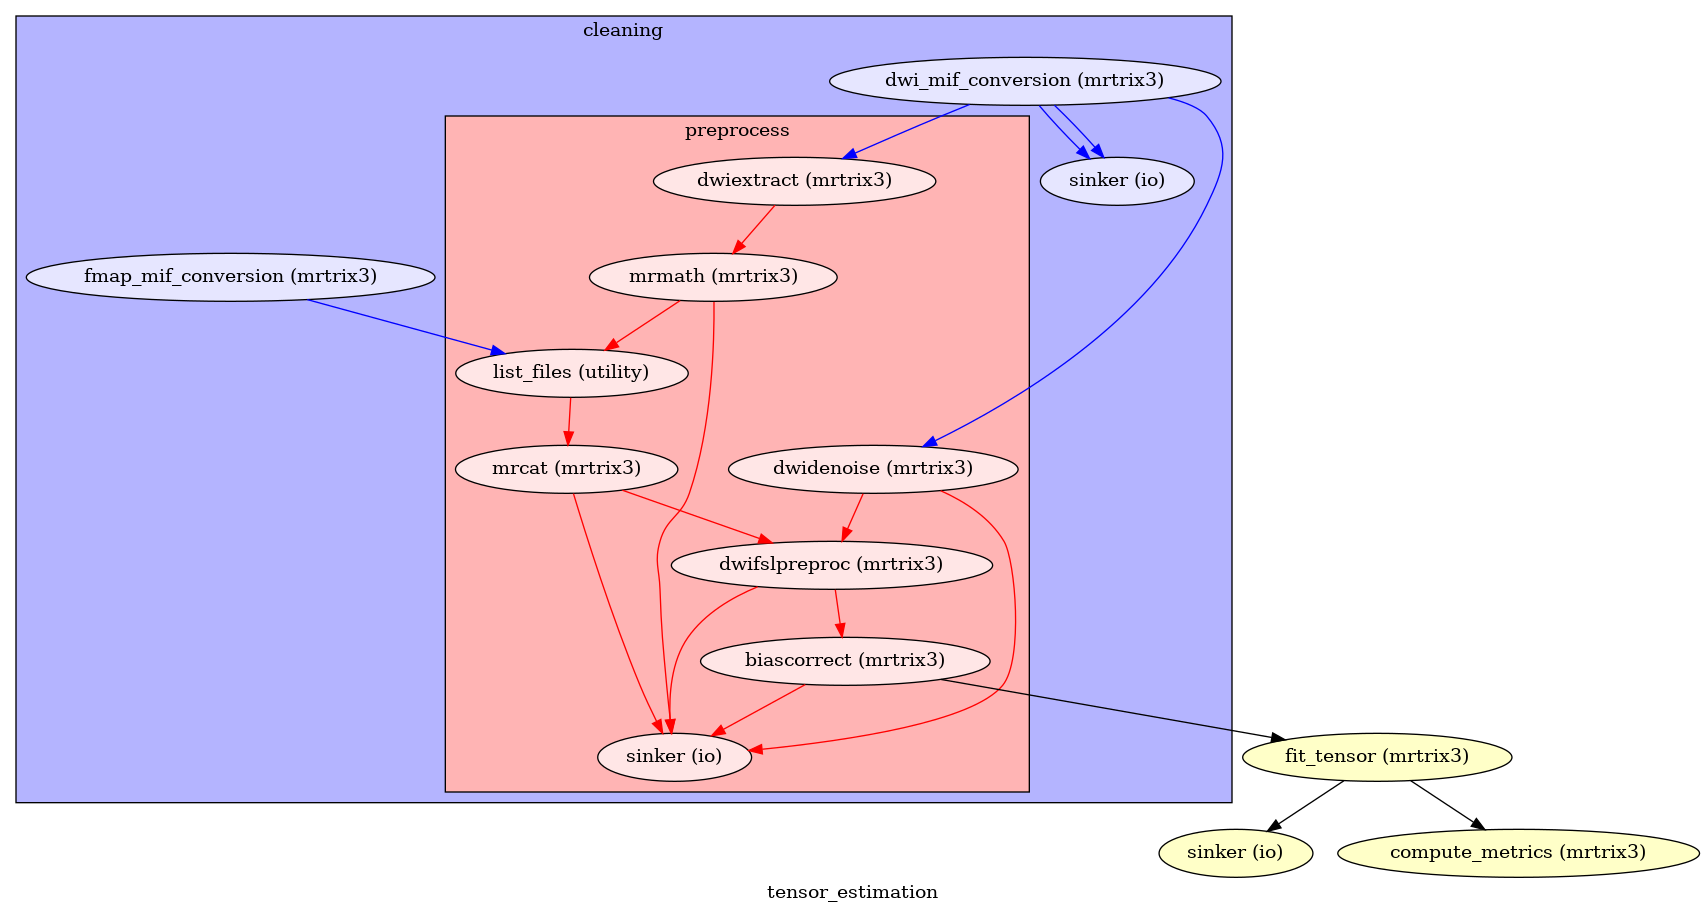 cleaning
dwi_mif_conversion (mrtrix3)
preprocess
dwiextract (mrtrix3)
sinker (io)
fmap_mif_conversion (mrtrix3)
mrmath (mrtrix3)
list_files (utility)
mrcat (mrtrix3)
dwidenoise (mrtrix3)
dwifslpreproc (mrtrix3)
biascorrect (mrtrix3)
sinker (io)
fit_tensor (mrtrix3)
sinker (io)
compute_metrics (mrtrix3)
tensor_estimation